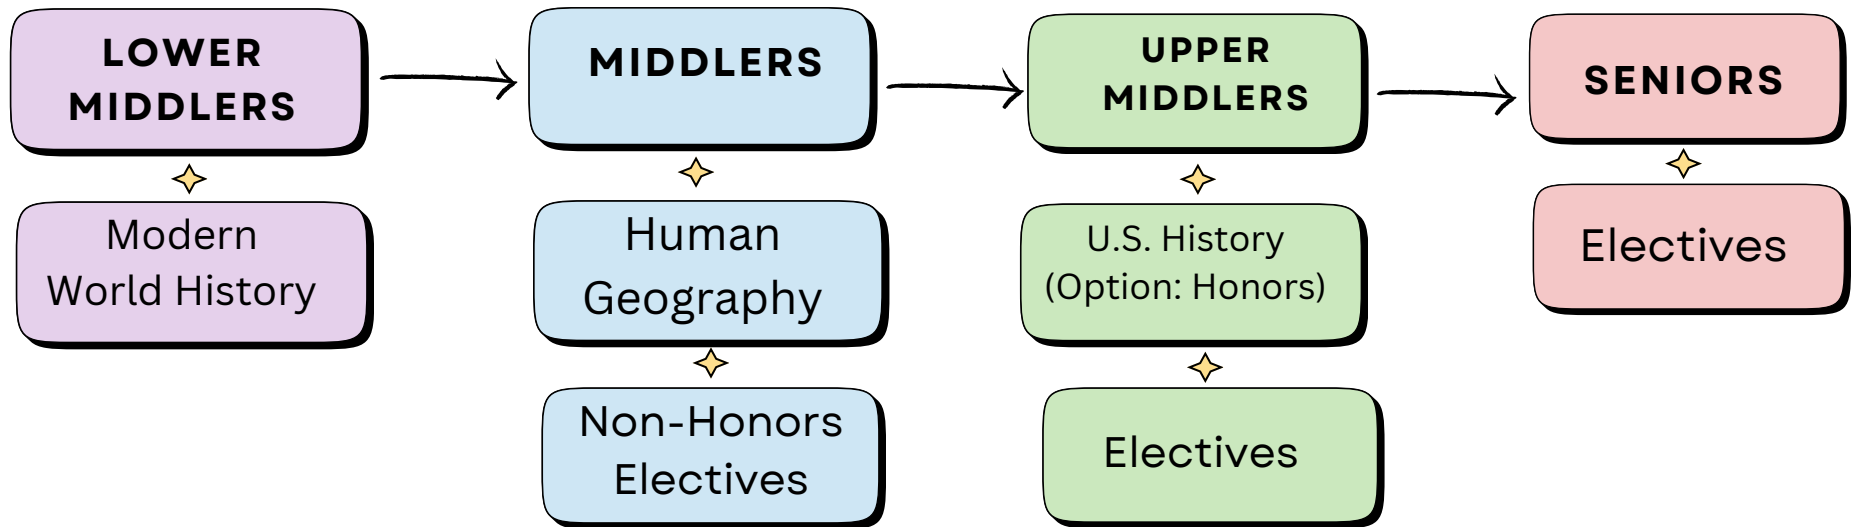 LOWER
MIDDLERS
Modern
World History
MIDDLERS
Human
Geography
Non-Honors
Electives
UPPER
MIDDLERS
U.S. History
(Option: Honors)
Electives
SENIORS
Electives